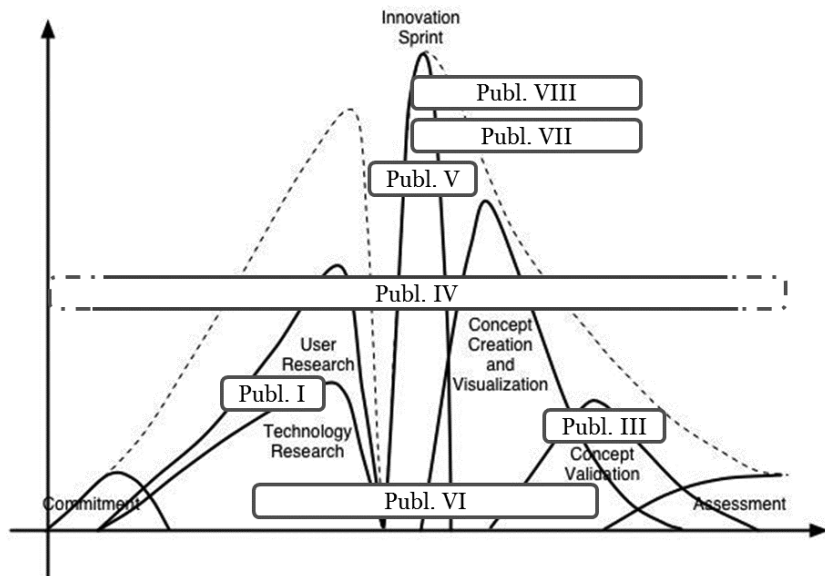 Innovation
Sprint
Publ. VIII
Publ. VII
Publ. V
Publ. IV
User
Research
Concept
Creation
and
Visualization
Publ. I
Technology
Research
Publ. III
Concept
Validation
Publ. VI
Commitment
Assessment